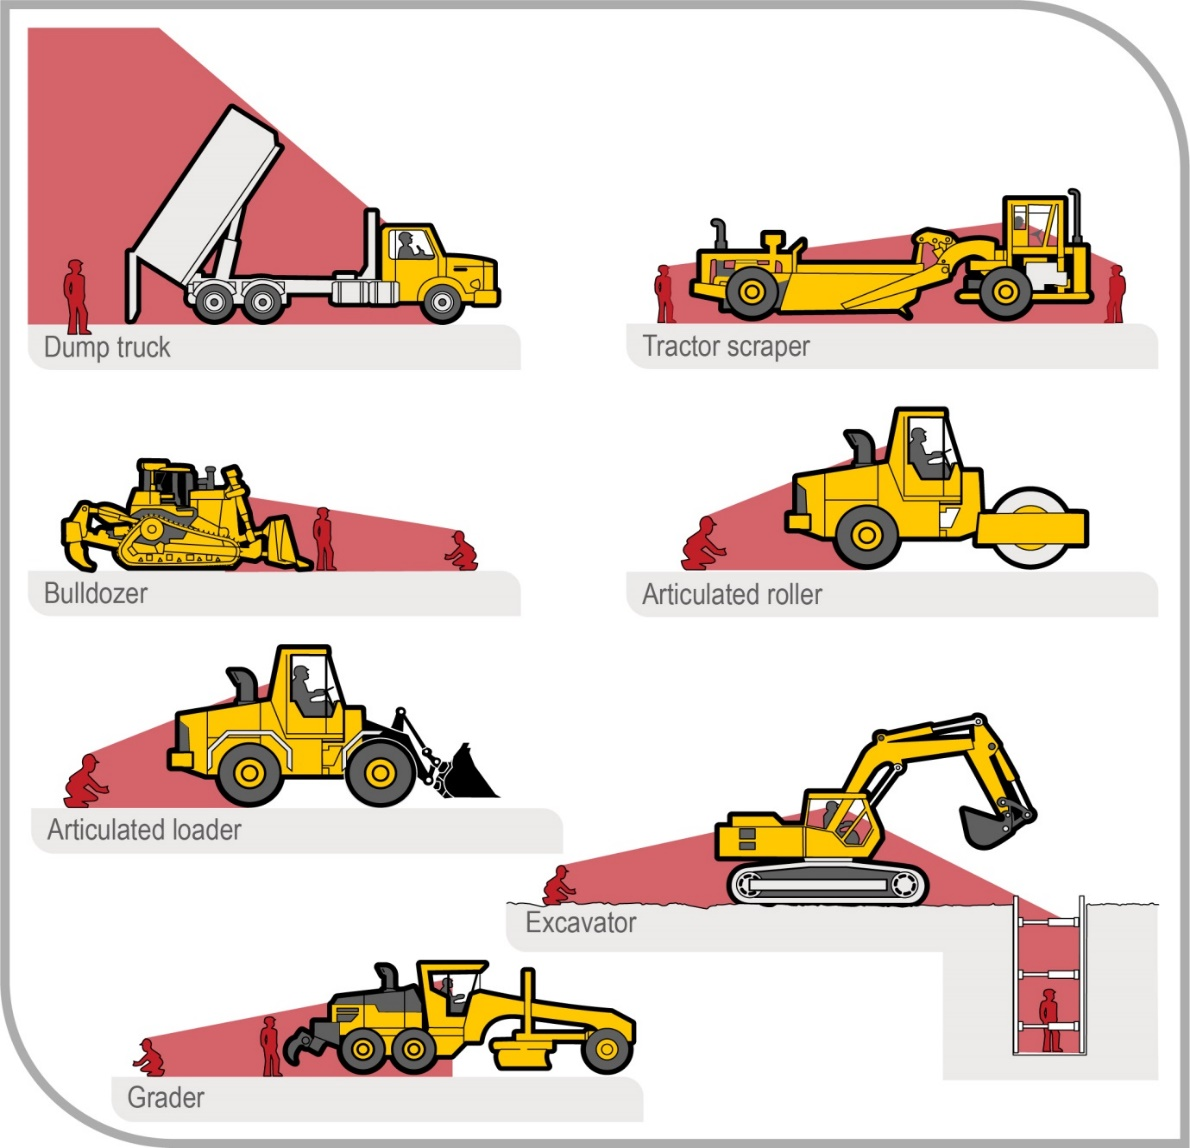 Dump truck
Tractor scraper
Bulldozer
Articulated roller
Articulated loader
Excavator
Grader